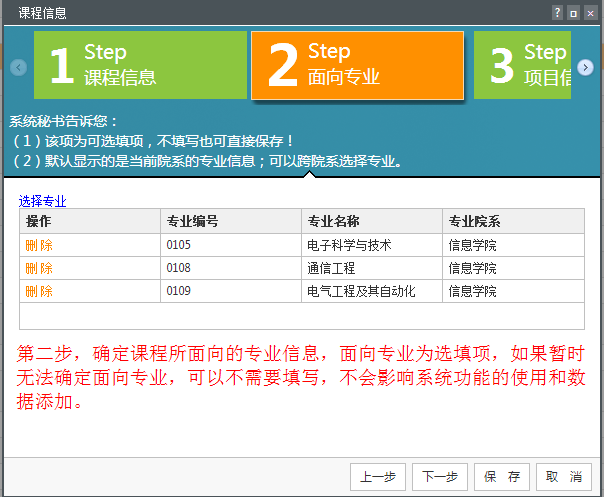 课程信息
1 Step 课程信息
2 Step 面向专业
3 Step 项目信
系统秘书告诉您：
（1）该项为可选填项，不填写也可直接保存！
（2）默认显示的是当前院系的专业信息；可以跨院系选择专业。
选择专业
操作 专业编号 专业名称 专业院系
删除 0105 电子科学与技术 信息学院
删除 0108 通信工程 信息学院
删除 0109 电气工程及其自动化 信息学院
第二步，确定课程所面向的专业信息，面向专业为选填项，如果暂时
无法确定面向专业，可以不需要填写，不会影响系统功能的使用和数
据添加。
上一步 下一步 保 存 取 消